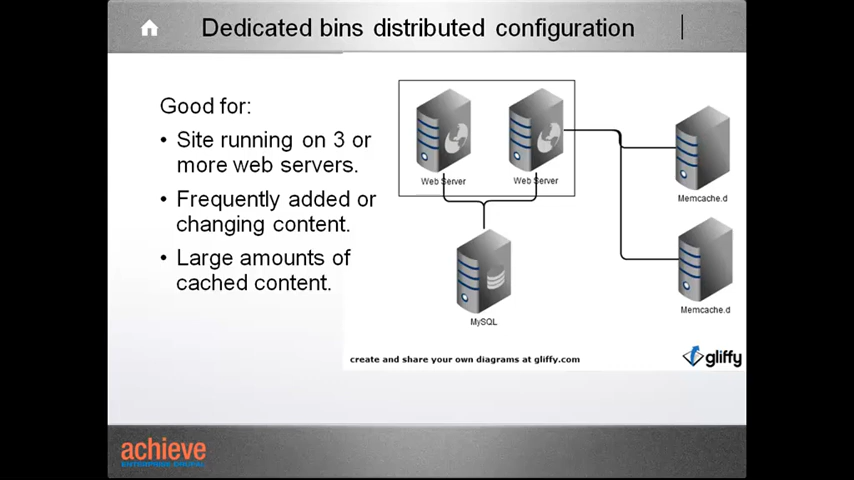 Dedicated bins distributed configuration
Good for:
• Site running on 3 or
more web servers.
• Frequently added or
changing content.
• Large amounts of
cached content.
Web Server
Web Server
Memcache.d
Memcache.d
MySQL
create and share your own diagrams at gliffy.com
gliffy
achieve
ENTERPRISE DRUPAL